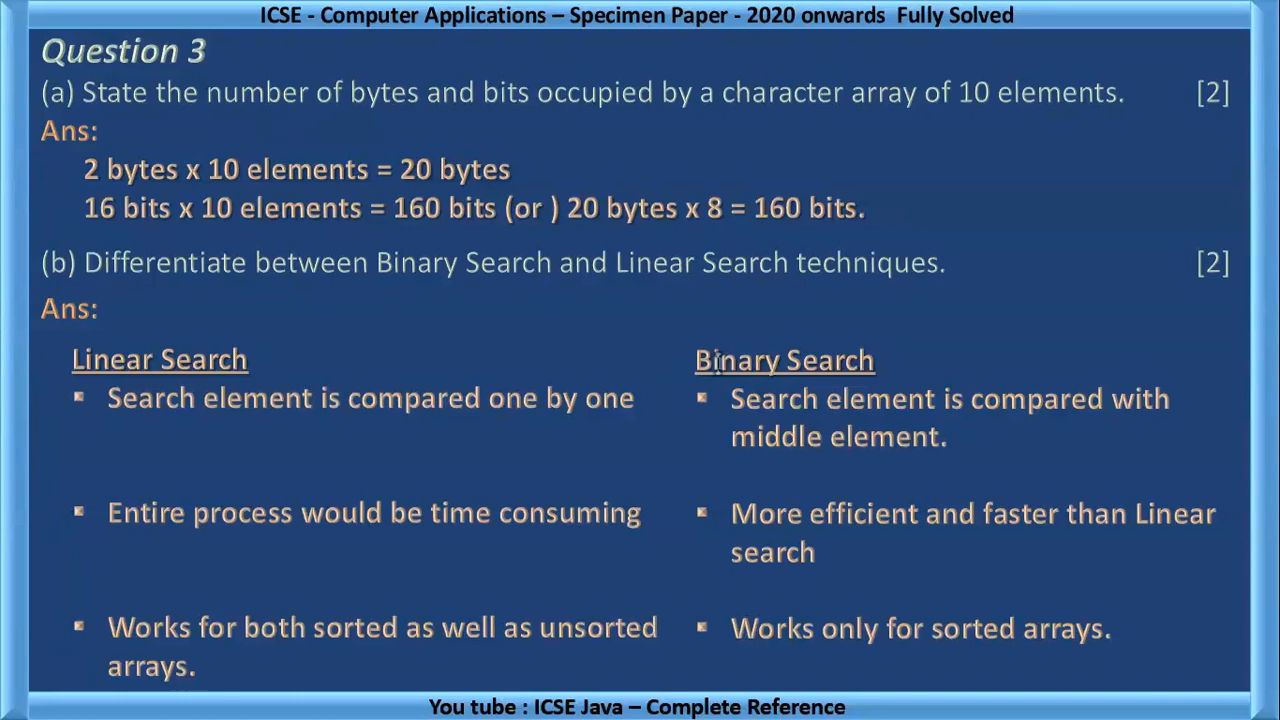 ICSE - Computer Applications – Specimen Paper - 2020 onwards  Fully Solved
Question 3
(a) State the number of bytes and bits occupied by a character array of 10 elements. [2]
Ans:
2 bytes x 10 elements = 20 bytes
16 bits x 10 elements = 160 bits (or ) 20 bytes x 8 = 160 bits.
(b) Differentiate between Binary Search and Linear Search techniques. [2]
Ans:
Linear Search
▪ Search element is compared one by one
▪ Entire process would be time consuming
▪ Works for both sorted as well as unsorted
arrays.
Binary Search
▪ Search element is compared with
middle element.
▪ More efficient and faster than Linear
search
▪ Works only for sorted arrays.
You tube : ICSE Java – Complete Reference